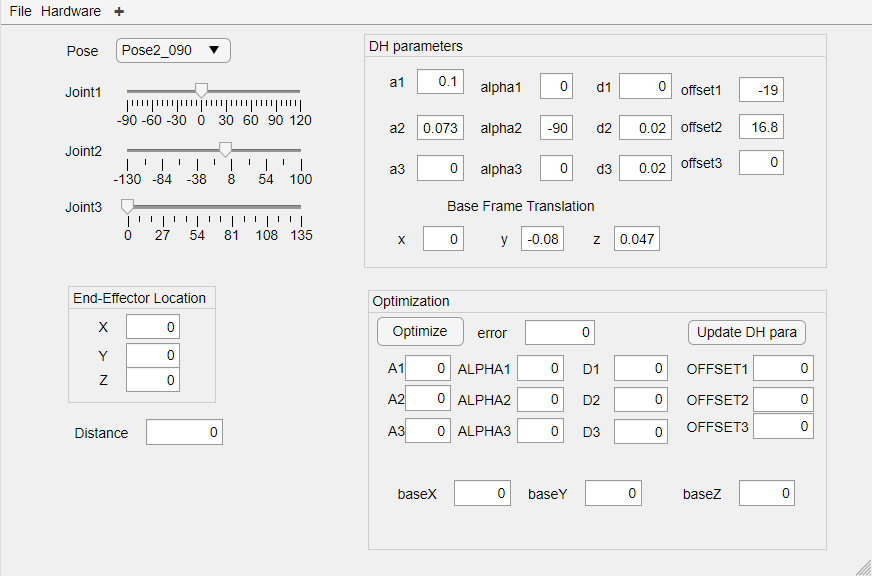 File Hardware +
Pose Pose2_090 ▼
Joint1
-90 -60 -30 0 30 60 90 120
Joint2
-130 -84 -38 8 54 100
Joint3
0 27 54 81 108 135
End-Effector Location
X 0
Y 0
Z 0
Distance 0
DH parameters
a1 0.1 alpha1 0 d1 0 offset1 -19
a2 0.073 alpha2 -90 d2 0.02 offset2 16.8
a3 0 alpha3 0 d3 0.02 offset3 0
Base Frame Translation
x 0 y -0.08 z 0.047
Optimization
Optimize error 0 Update DH para
A1 0 ALPHA1 0 D1 0 OFFSET1 0
A2 0 ALPHA2 0 D2 0 OFFSET2 0
A3 0 ALPHA3 0 D3 0 OFFSET3 0
baseX 0 baseY 0 baseZ 0